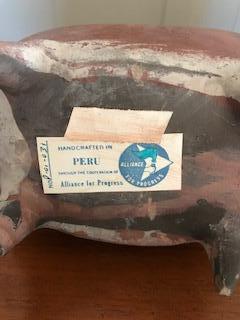 HANDCRAFTED IN
PERU
THROUGH THE COOPERATION OF
Alliance for Progress
ALLIANCE
FOR PROGRESS